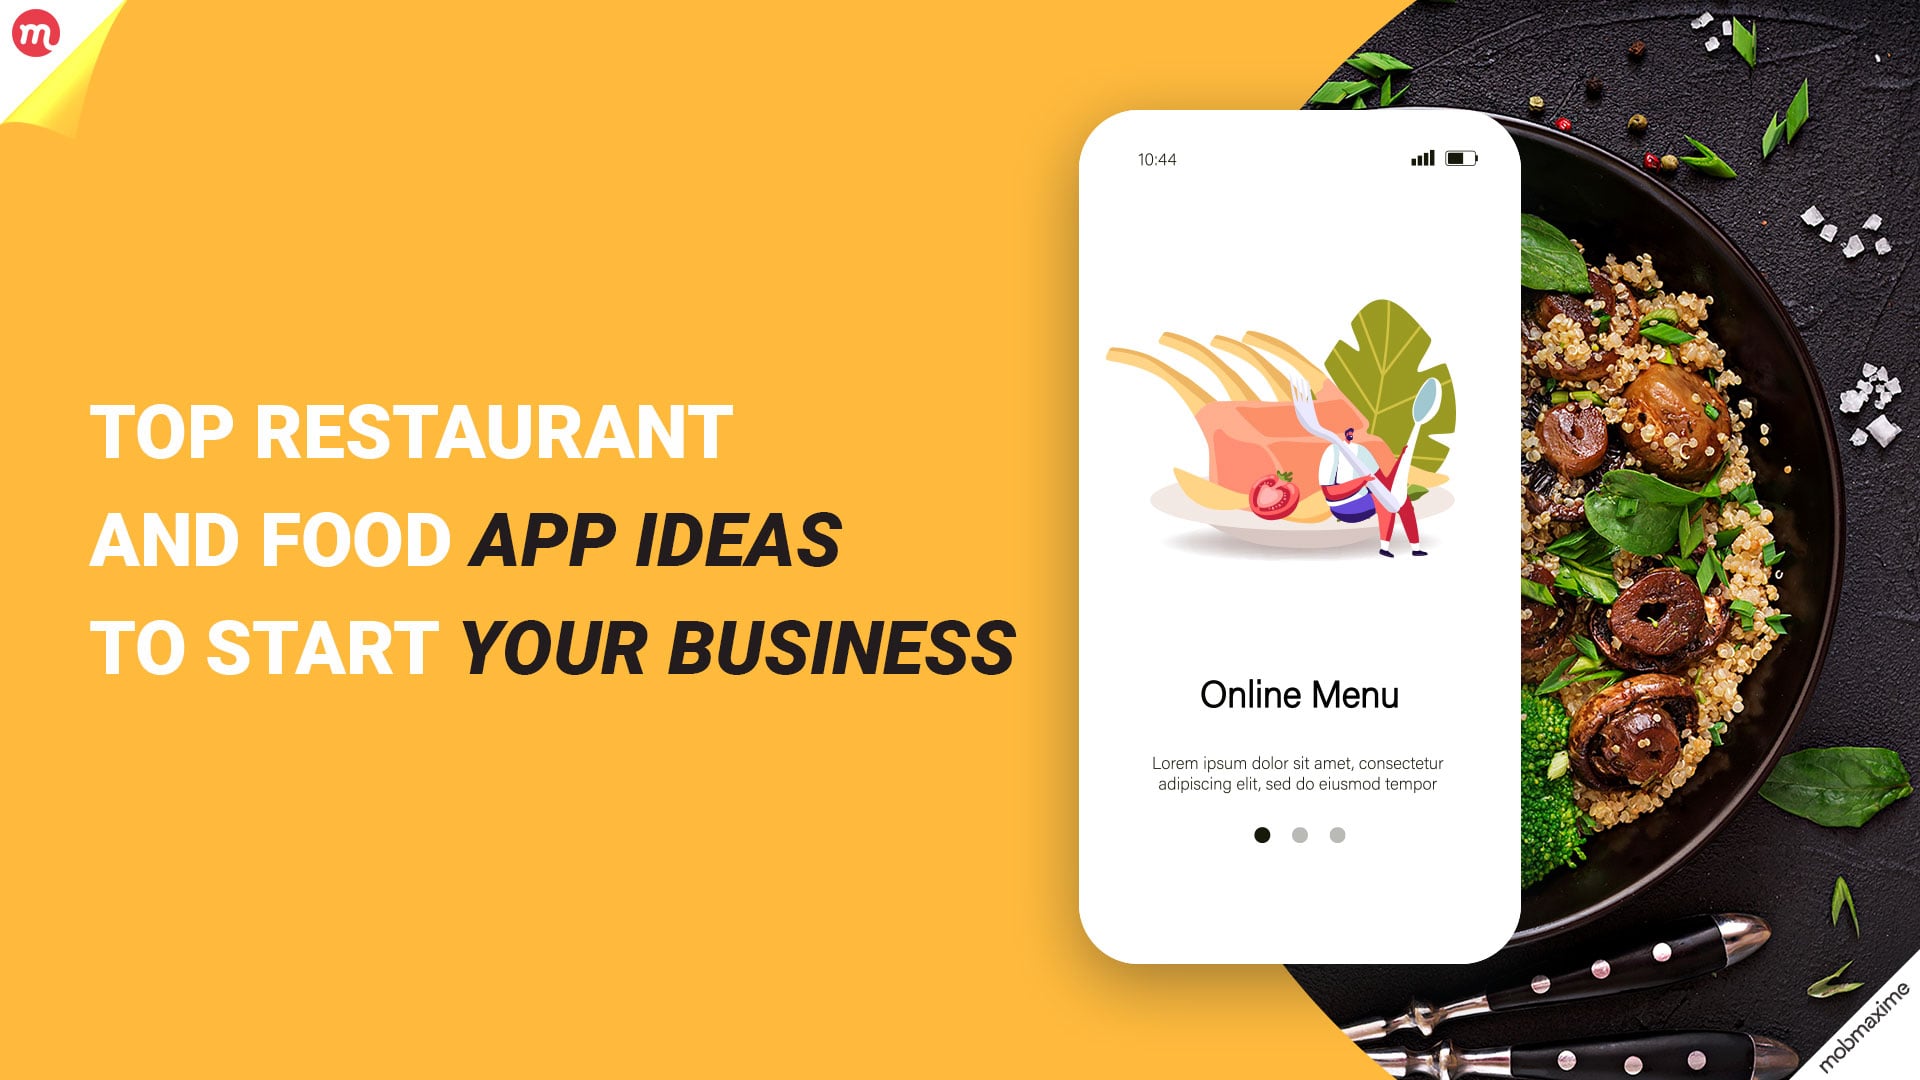 m
TOP RESTAURANT
AND FOOD APP IDEAS
TO START YOUR BUSINESS
10:44
Online Menu
Lorem ipsum dolor sit amet, consectetur
adipiscing elit, sed do eiusmod tempor
mobmaxime